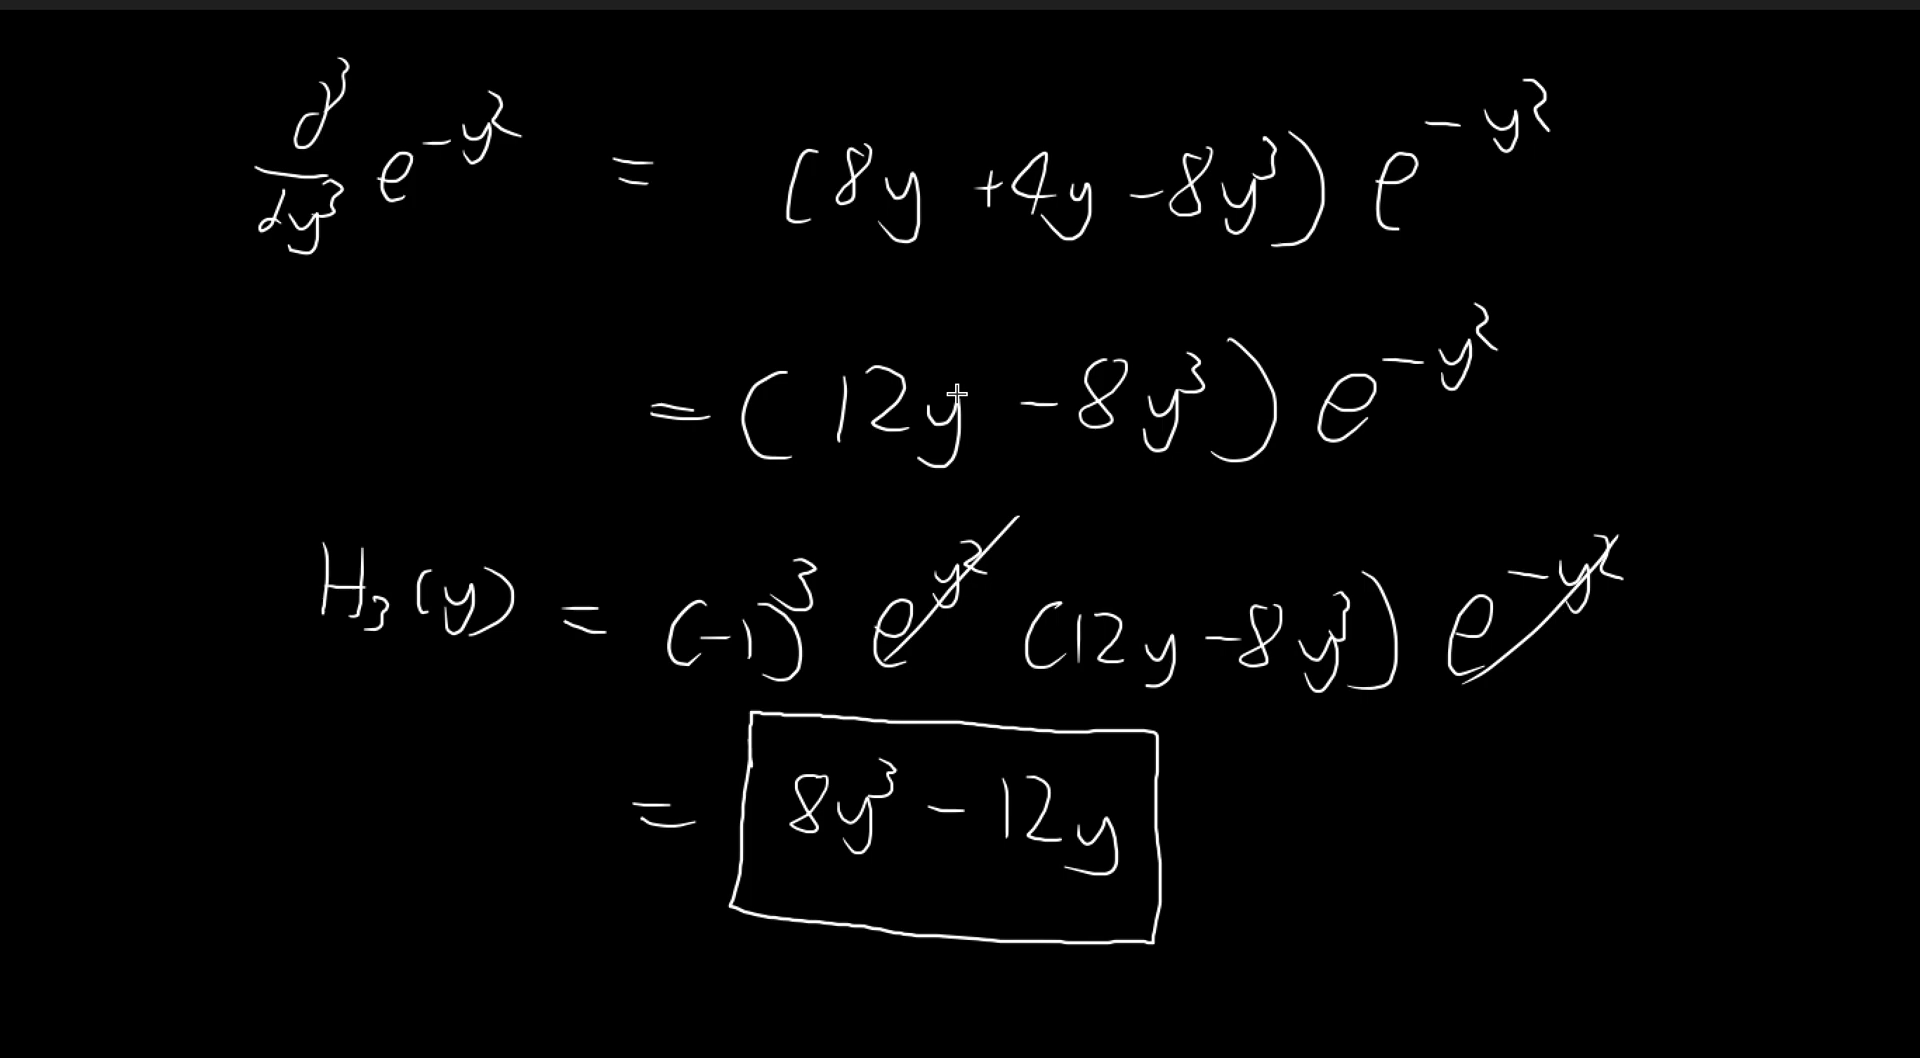 d³/dy³ e^{-y²} = (8y + 4y - 8y³) e^{-y²}
= (12y - 8y³) e^{-y²}
H₃(y) = (-1)³ e^{y²} (12y - 8y³) e^{-y²}
= 8y³ - 12y